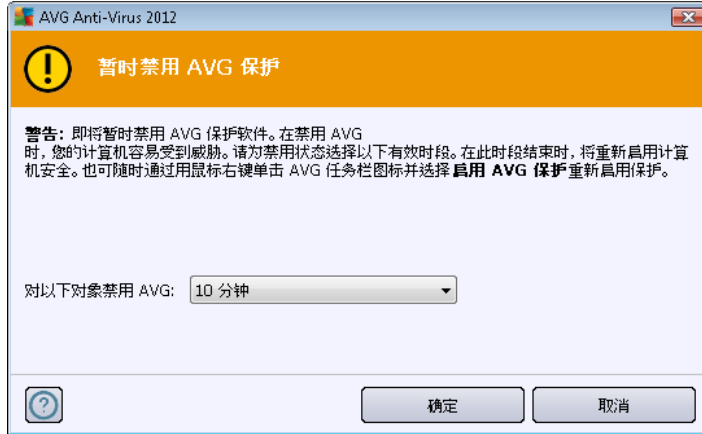 AVG Anti-Virus 2012
暂时禁用 AVG 保护
警告: 即将暂时禁用 AVG 保护软件。在禁用 AVG
时, 您的计算机容易受到威胁。请为禁用状态选择以下有效时段。在此时段结束时, 将重新启用计算
机安全。也可随时通过用鼠标右键单击 AVG 任务栏图标并选择 启用 AVG 保护 重新启用保护。
对以下对象禁用 AVG:
10 分钟
确定
取消